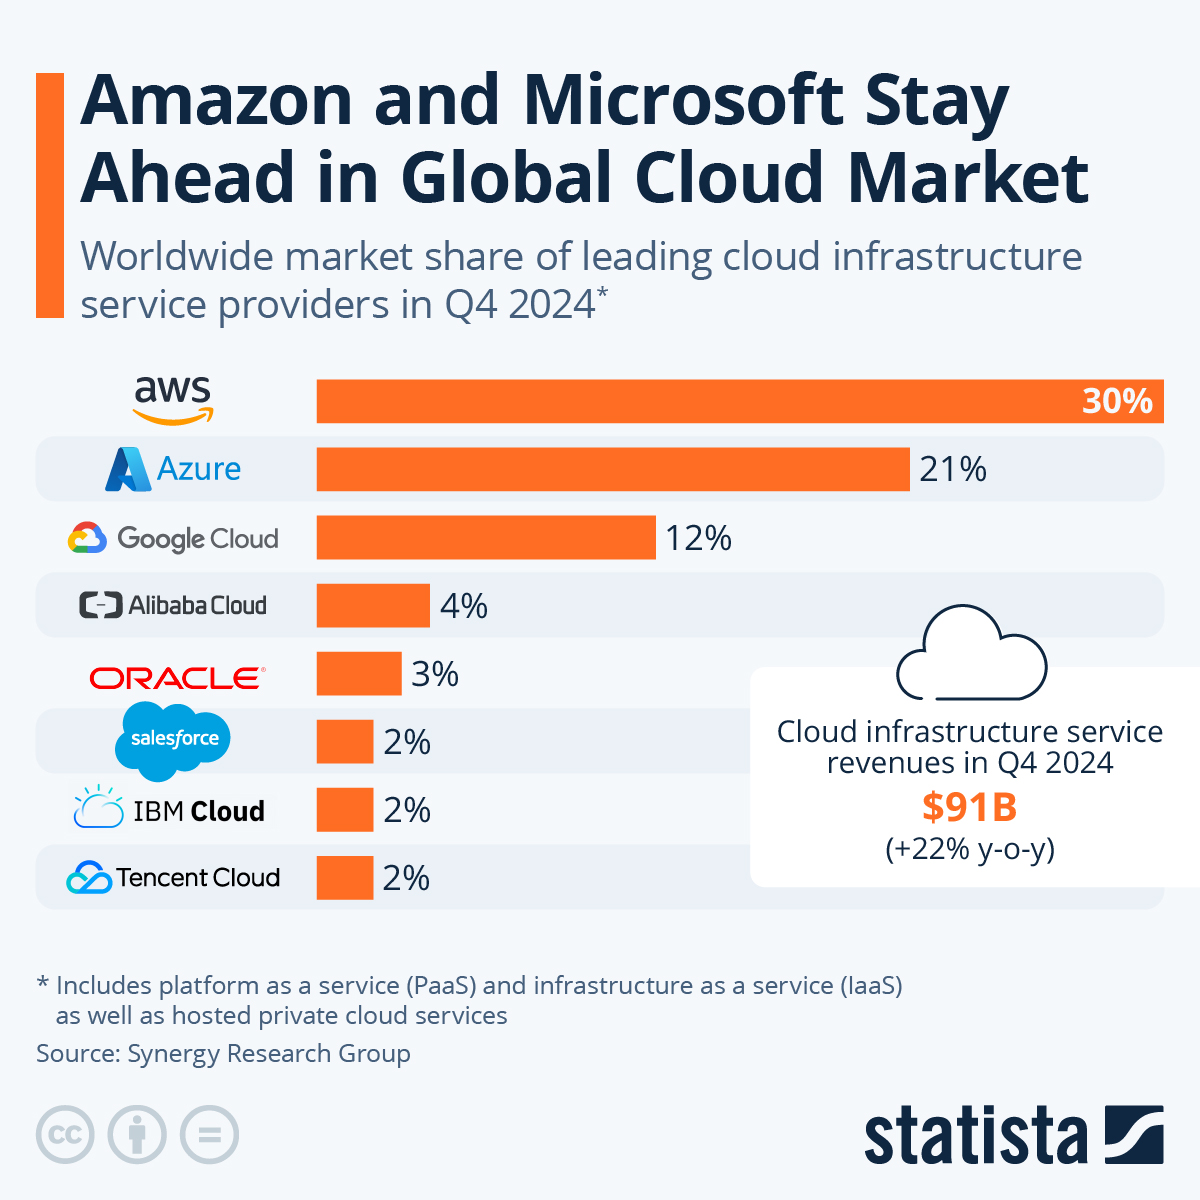 Amazon and Microsoft Stay
Ahead in Global Cloud Market
Worldwide market share of leading cloud infrastructure
service providers in Q4 2024*
aws
30%
Azure
21%
Google Cloud
12%
Alibaba Cloud
4%
ORACLE®
3%
salesforce
2%
IBM Cloud
2%
Tencent Cloud
2%
Cloud infrastructure service
revenues in Q4 2024
$91B
(+22% y-o-y)
* Includes platform as a service (PaaS) and infrastructure as a service (IaaS)
as well as hosted private cloud services
Source: Synergy Research Group
cc
statista